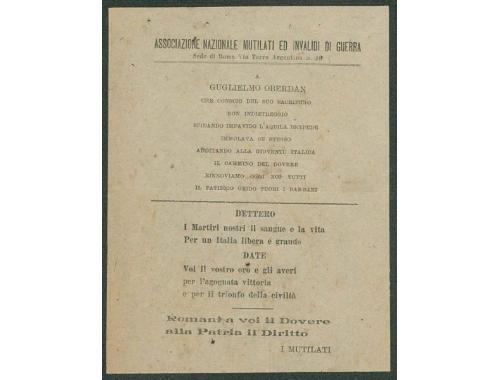 ASSOCIAZIONE NAZIONALE MUTILATI ED INVALIDI DI GUERRA
Sede di Roma Via Torre Argentina n.
A
GUGLIELMO OBERDAN
CHE CONSCIO DEL SUO SACRIFICIO
NON INDIETREGGIÒ
SFIDANDO IMPAVIDO L'AQUILA BICIPEDE
IMMOLAVA SE STESSO
ADDITANDO ALLA GIOVENTÙ ITALICA
IL CAMMINO DEL DOVERE
RINNOVIAMO OGGI NOI TUTTI
IL FATIDICO GRIDO FUORI I BARBARI
DETTERO
I Martiri nostri il sangue e la vita
Per un Italia libera e grande
DATE
Voi il vostro oro e gli averi
per l'agognata vittoria
e per il trionfo della civiltà
Romani a voi il Dovere
alla Patria il Diritto
I MUTILATI